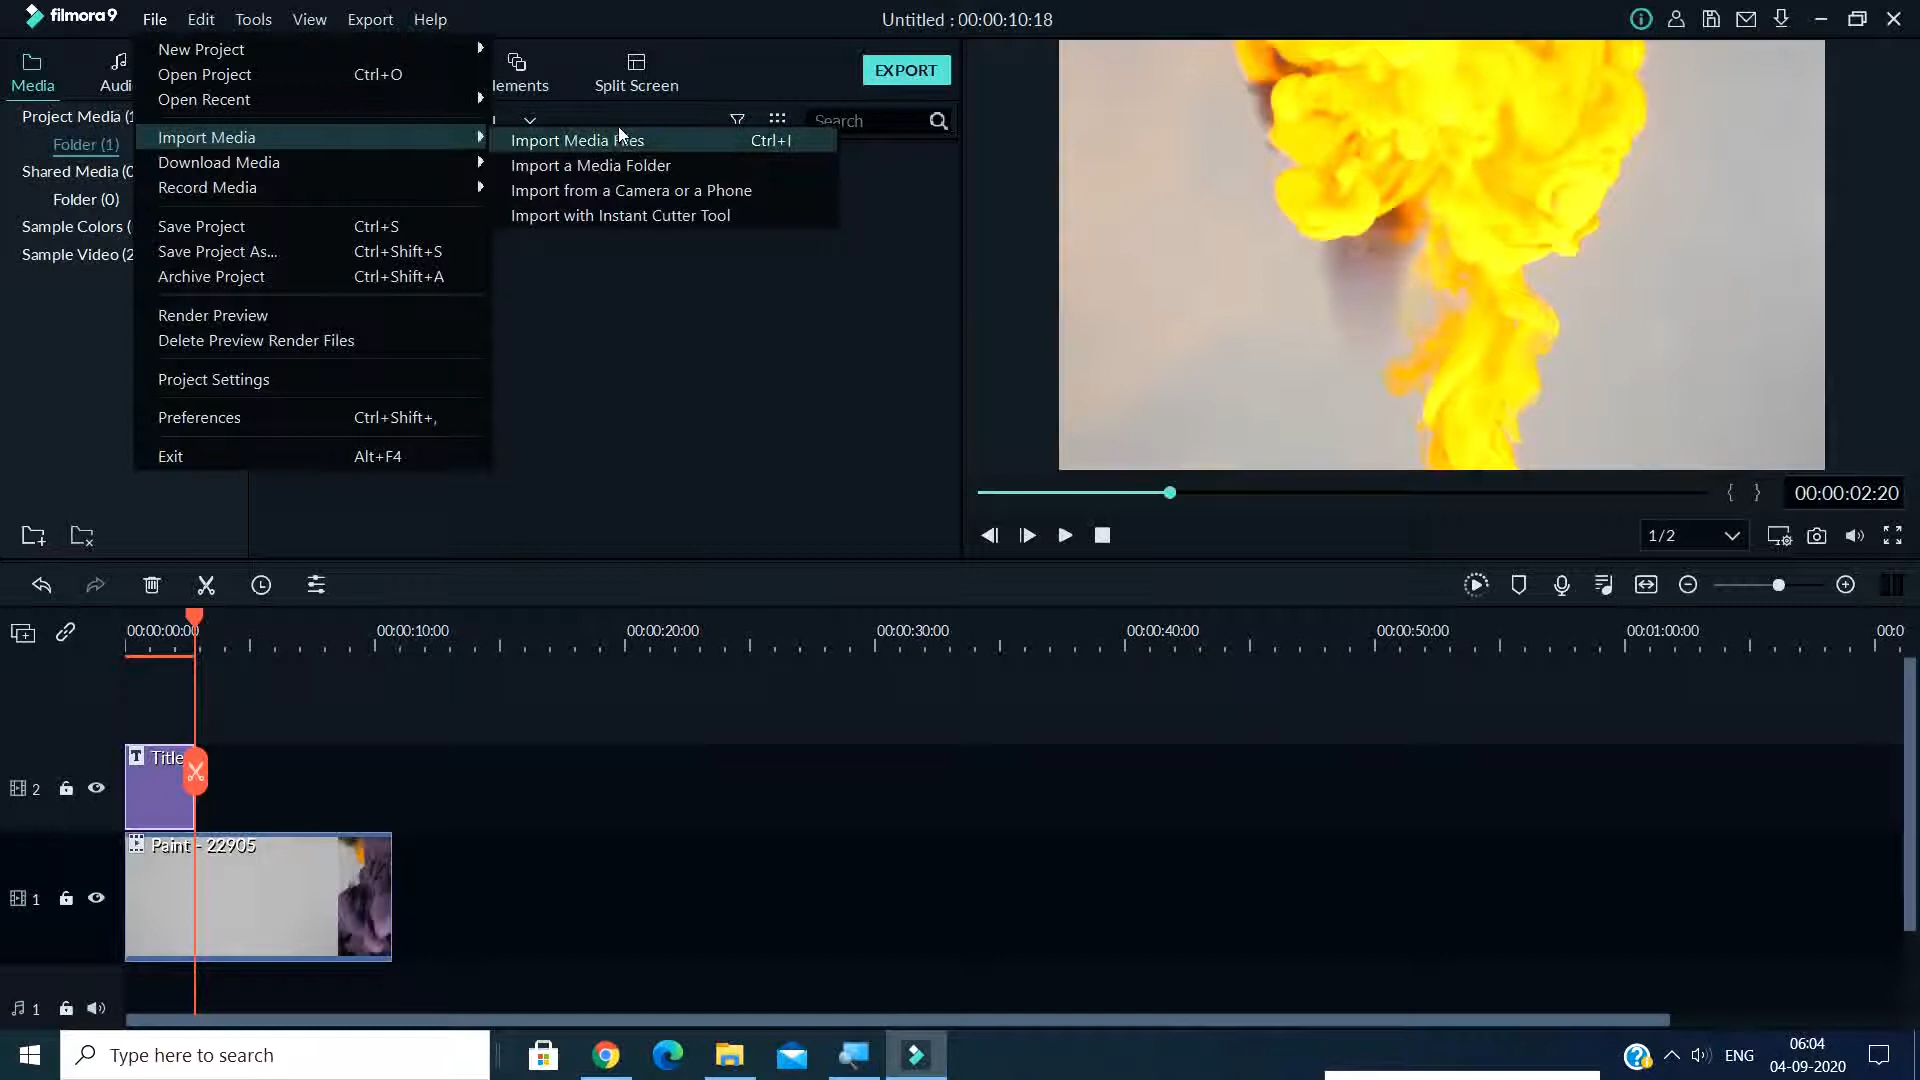 filmora9
File Edit Tools View Export Help
Untitled : 00:00:10:18
Media
Audi
lements
Split Screen
EXPORT
New Project
Open Project Ctrl+O
Open Recent
Import Media
Download Media
Record Media
Save Project Ctrl+S
Save Project As... Ctrl+Shift+S
Archive Project Ctrl+Shift+A
Render Preview
Delete Preview Render Files
Project Settings
Preferences Ctrl+Shift+,
Exit Alt+F4
Search
Import Media Files Ctrl+I
Import a Media Folder
Import from a Camera or a Phone
Import with Instant Cutter Tool
Project Media (1
Folder (1)
Shared Media (0
Folder (0)
Sample Colors (
Sample Video (2
{ } 00:00:02:20
1/2
00:00:00:00 00:00:10:00 00:00:20:00 00:00:30:00 00:00:40:00 00:00:50:00 00:01:00:00 00:0
T Title
2
Paint - 22905
1
1
Type here to search
ENG
06:04
04-09-2020